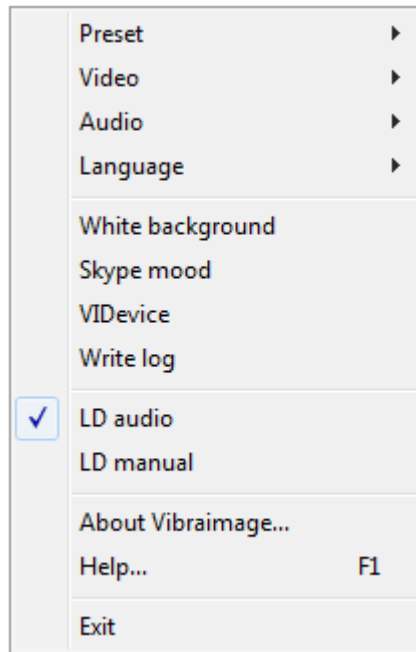 Preset
Video
Audio
Language
White background
Skype mood
VIDevice
Write log
LD audio
LD manual
About Vibraimage...
Help... F1
Exit